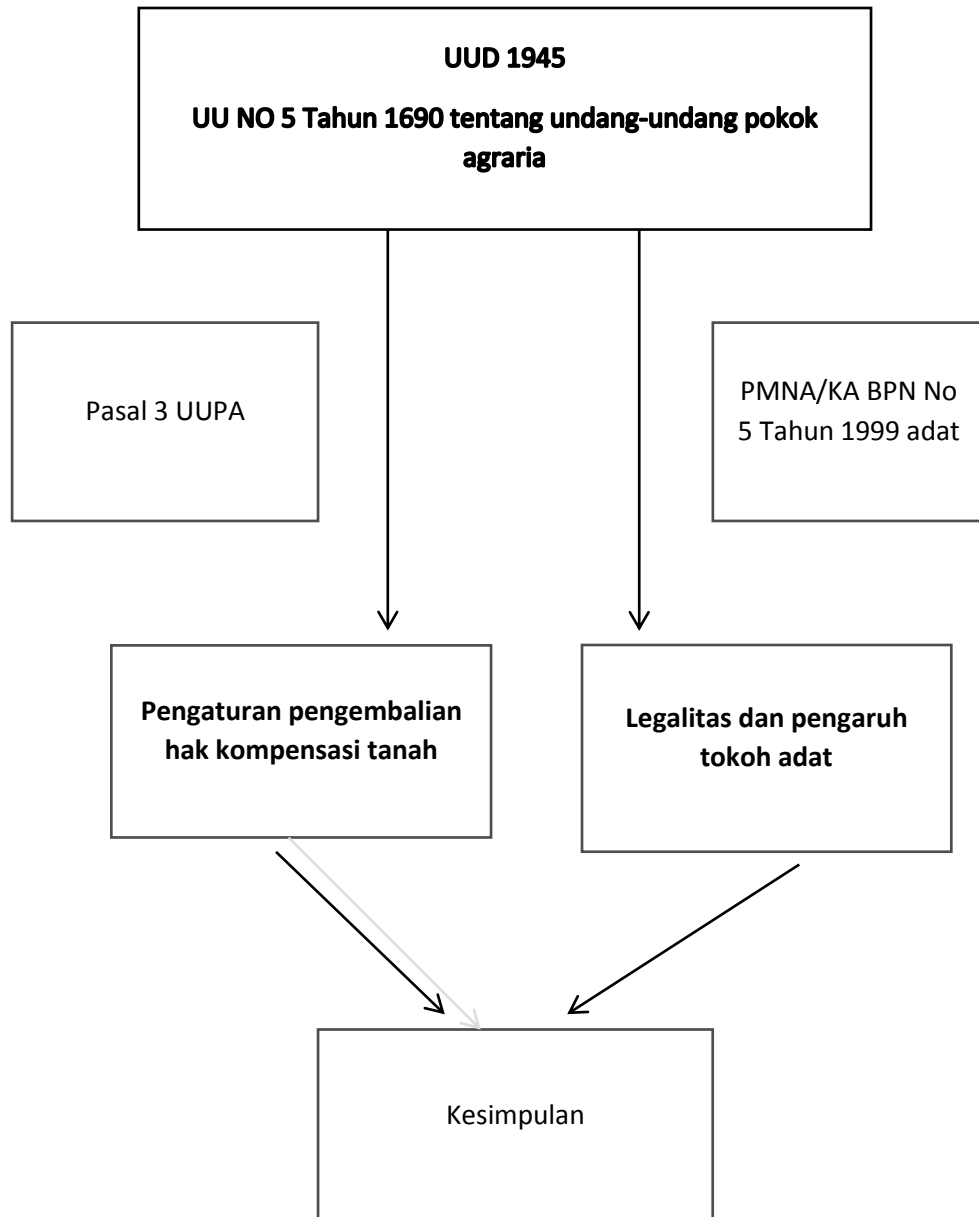 UUD 1945
UU NO 5 Tahun 1690 tentang undang-undang pokok
agraria
Pasal 3 UUPA
PMNA/KA BPN No
5 Tahun 1999 adat
Pengaturan pengembalian
hak kompensasi tanah
Legalitas dan pengaruh
tokoh adat
Kesimpulan